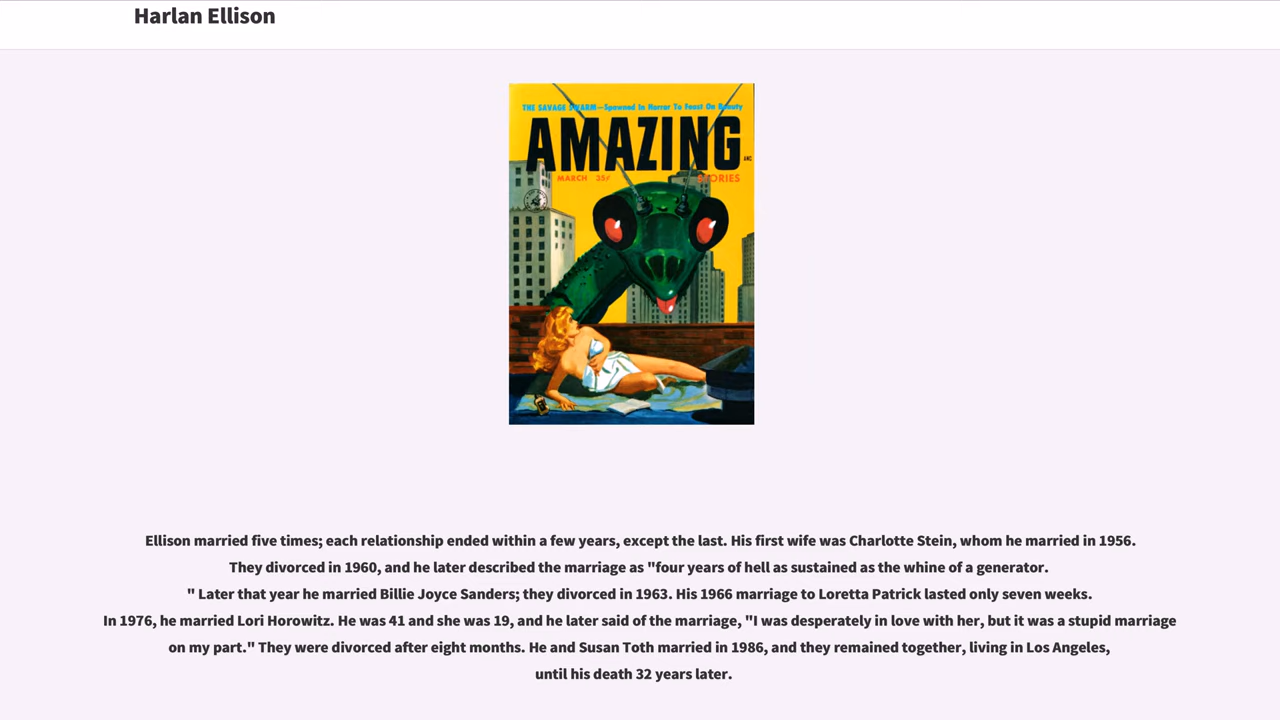 Harlan Ellison
THE SAVAGE SWARM—Spawned In Horror To Feast On Beauty
AMAZING
MARCH 35¢
STORIES
Ellison married five times; each relationship ended within a few years, except the last. His first wife was Charlotte Stein, whom he married in 1956.
They divorced in 1960, and he later described the marriage as "four years of hell as sustained as the whine of a generator.
" Later that year he married Billie Joyce Sanders; they divorced in 1963. His 1966 marriage to Loretta Patrick lasted only seven weeks.
In 1976, he married Lori Horowitz. He was 41 and she was 19, and he later said of the marriage, "I was desperately in love with her, but it was a stupid marriage
on my part." They were divorced after eight months. He and Susan Toth married in 1986, and they remained together, living in Los Angeles,
until his death 32 years later.